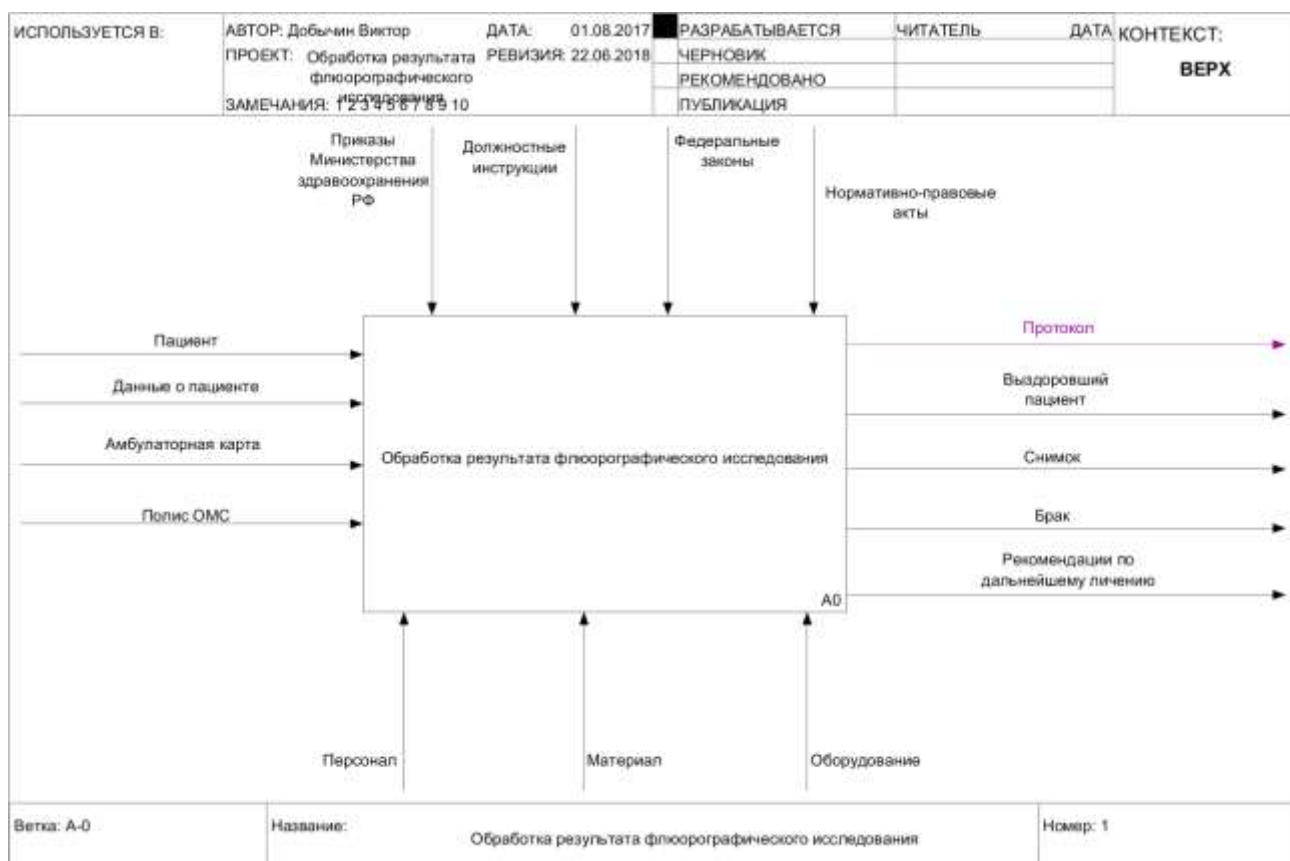 ИСПОЛЬЗУЕТСЯ В:
АВТОР: Добычин Виктор
ДАТА: 01.08.2017
ПРОЕКТ: Обработка результата
флюорографического
исследования
РЕВИЗИЯ: 22.06.2018
ЗАМЕЧАНИЯ: 1 2 3 4 5 6 7 8 9 10
РАЗРАБАТЫВАЕТСЯ
ЧЕРНОВИК
РЕКОМЕНДОВАНО
ПУБЛИКАЦИЯ
ЧИТАТЕЛЬ
ДАТА
КОНТЕКСТ:
ВЕРХ
Приказы
Министерства
здравоохранения
РФ
Должностные
инструкции
Федеральные
законы
Нормативно-правовые
акты
Пациент
Данные о пациенте
Амбулаторная карта
Полис ОМС
Обработка результата флюорографического исследования
A0
Протокол
Выздоровший
пациент
Снимок
Брак
Рекомендации по
дальнейшему личению
Персонал
Материал
Оборудование
Ветка: A-0
Название:
Обработка результата флюорографического исследования
Номер: 1